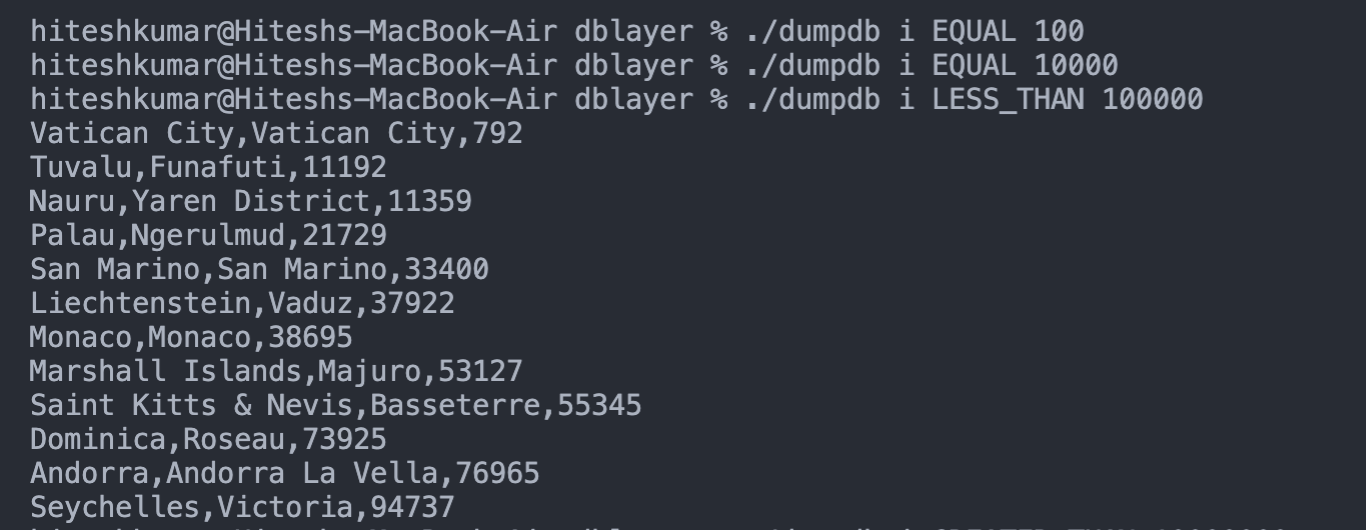 hiteshkumar@Hiteshs-MacBook-Air dblayer % ./dumpdb i EQUAL 100
hiteshkumar@Hiteshs-MacBook-Air dblayer % ./dumpdb i EQUAL 10000
hiteshkumar@Hiteshs-MacBook-Air dblayer % ./dumpdb i LESS_THAN 100000
Vatican City,Vatican City,792
Tuvalu,Funafuti,11192
Nauru,Yaren District,11359
Palau,Ngerulmud,21729
San Marino,San Marino,33400
Liechtenstein,Vaduz,37922
Monaco,Monaco,38695
Marshall Islands,Majuro,53127
Saint Kitts & Nevis,Basseterre,55345
Dominica,Roseau,73925
Andorra,Andorra La Vella,76965
Seychelles,Victoria,94737